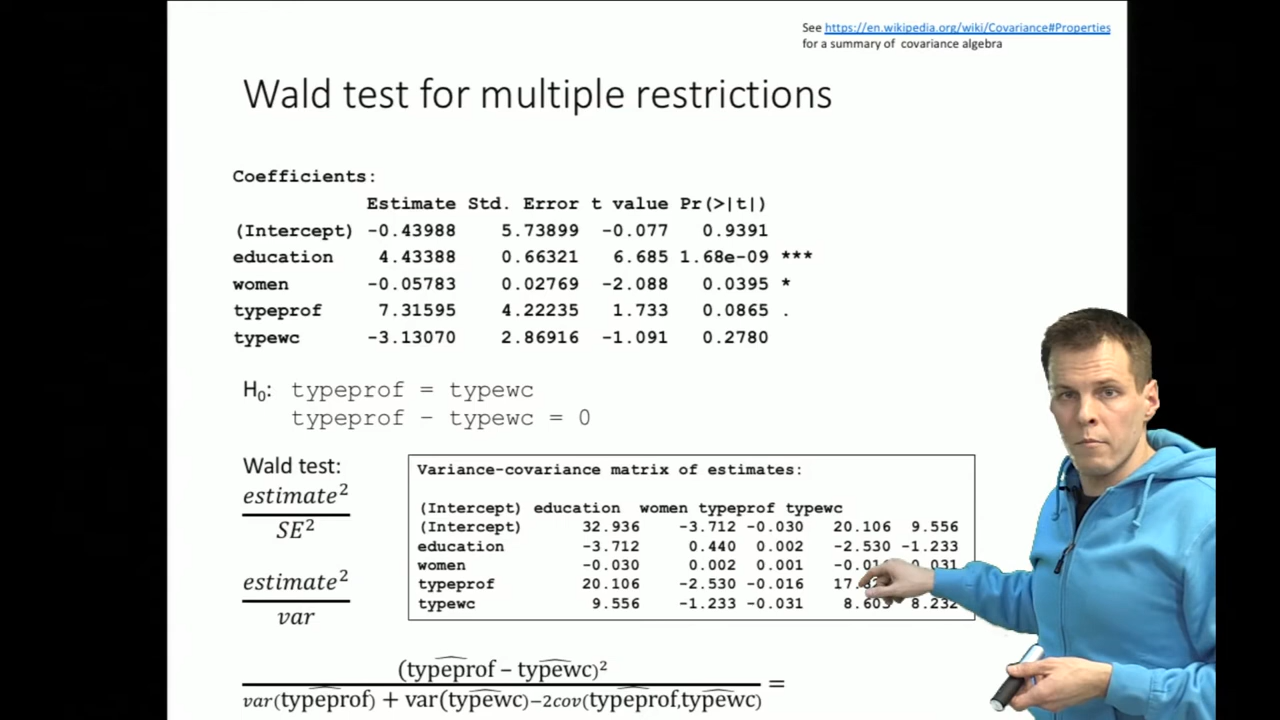 See https://en.wikipedia.org/wiki/Covariance#Properties
for a summary of covariance algebra
Wald test for multiple restrictions
Coefficients:
Estimate Std. Error t value Pr(>|t|)
(Intercept) -0.43988 5.73899 -0.077 0.9391
education 4.43388 0.66321 6.685 1.68e-09 ***
women -0.05783 0.02769 -2.088 0.0395 *
typeprof 7.31595 4.22235 1.733 0.0865 .
typewc -3.13070 2.86916 -1.091 0.2780
H₀: typeprof = typewc
typeprof – typewc = 0
Wald test:
estimate²
SE²
estimate²
var
Variance-covariance matrix of estimates:
(Intercept) education women typeprof typewc
(Intercept) 32.936 -3.712 -0.030 20.106 9.556
education -3.712 0.440 0.002 -2.530 -1.233
women -0.030 0.002 0.001
typeprof 20.106 -2.530 -0.016
typewc 9.556 -1.233 -0.031 8.603 8.232
(typeprof – typewc)²
var(typeprof) + var(typewc)–2cov(typeprof,typewc) =